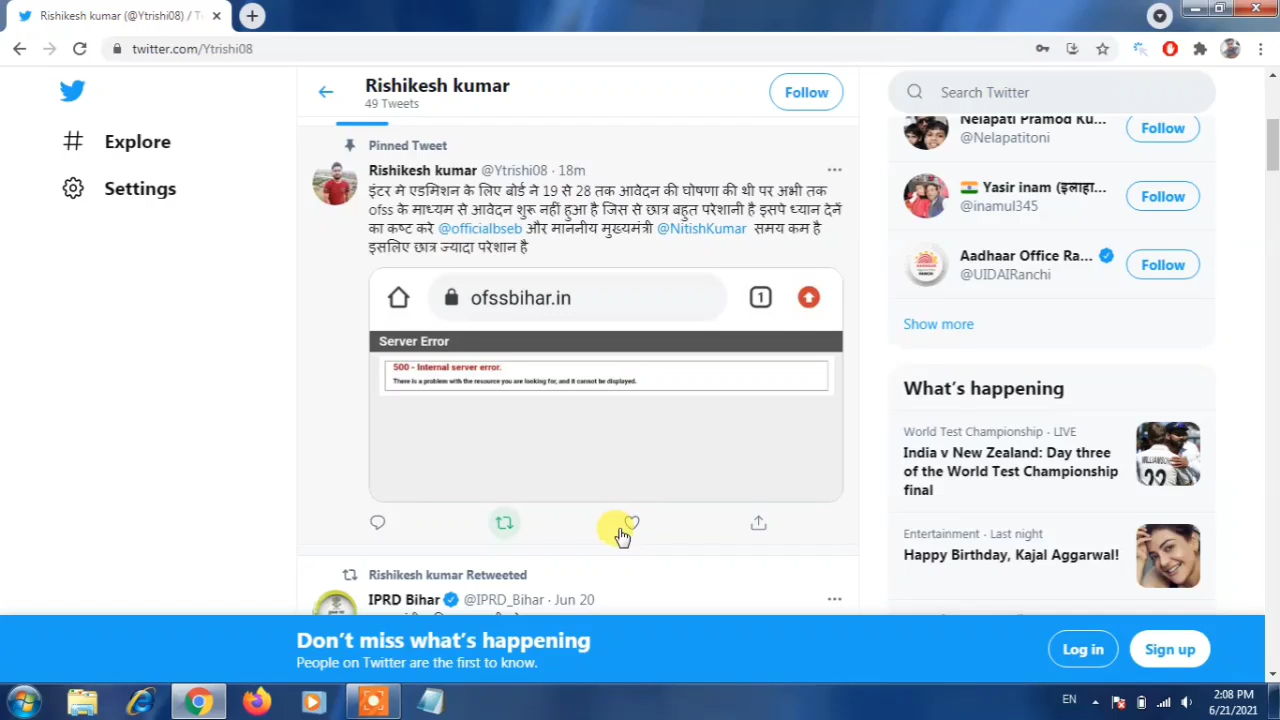 Rishikesh kumar (@Ytrishi08) / Tw
twitter.com/Ytrishi08
Explore
Settings
Rishikesh kumar
49 Tweets
Follow
Pinned Tweet
Rishikesh kumar @Ytrishi08 · 18m
इंटर मे एडमिशन के लिए बोर्ड ने 19 से 28 तक आवेदन की घोषणा की थी पर अभी तक
ofss के माध्यम से आवेदन शुरू नहीं हुआ है जिस से छात्र बहुत परेशानी है इसपे ध्यान देनें
का कष्ट करे @officialbseb और माननीय मुख्यमंत्री @NitishKumar समय कम है
इसलिए छात्र ज्यादा परेशान है
ofssbihar.in
1
Server Error
500 - Internal server error.
There is a problem with the resource you are looking for, and it cannot be displayed.
Rishikesh kumar Retweeted
IPRD Bihar @IPRD_Bihar · Jun 20
Search Twitter
Nelapati Pramod Ku...
@Nelapatitoni
Follow
Yasir inam (इलाहा...
@inamul345
Follow
Aadhaar Office Ra...
@UIDAIRanchi
Follow
Show more
What's happening
World Test Championship · LIVE
India v New Zealand: Day three
of the World Test Championship
final
WILLIAMSON
22
Entertainment · Last night
Happy Birthday, Kajal Aggarwal!
Don't miss what's happening
People on Twitter are the first to know.
Log in
Sign up
EN
2:08 PM
6/21/2021